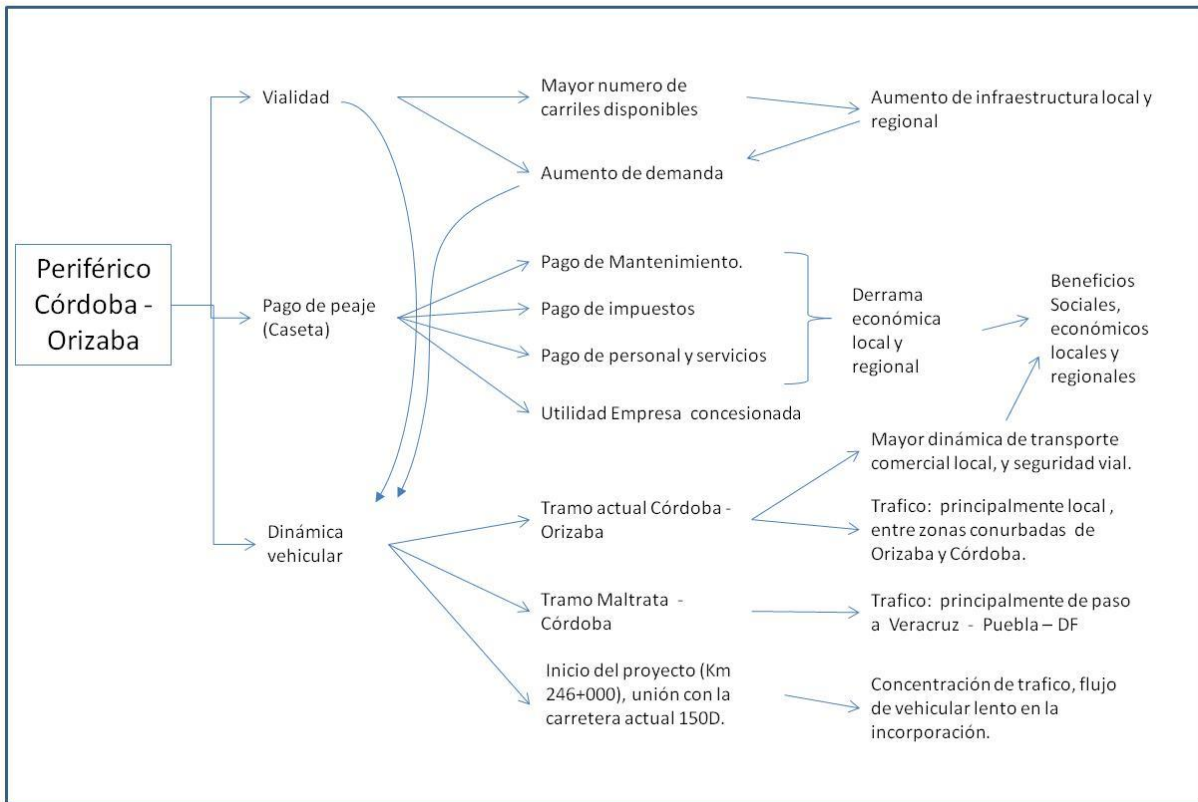 Periférico
Córdoba -
Orizaba
Vialidad
Mayor numero de
carriles disponibles
Aumento de infraestructura local y
regional
Aumento de demanda
Pago de peaje
(Caseta)
Pago de Mantenimiento.
Pago de impuestos
Pago de personal y servicios
Utilidad Empresa concesionada
Derrama
económica
local y
regional
Beneficios
Sociales,
económicos
locales y
regionales
Dinámica
vehicular
Tramo actual Córdoba -
Orizaba
Mayor dinámica de transporte
comercial local, y seguridad vial.
Trafico: principalmente local ,
entre zonas conurbadas de
Orizaba y Córdoba.
Tramo Maltrata -
Córdoba
Trafico: principalmente de paso
a Veracruz - Puebla – DF
Inicio del proyecto (Km
246+000), unión con la
carretera actual 150D.
Concentración de trafico, flujo
de vehicular lento en la
incorporación.